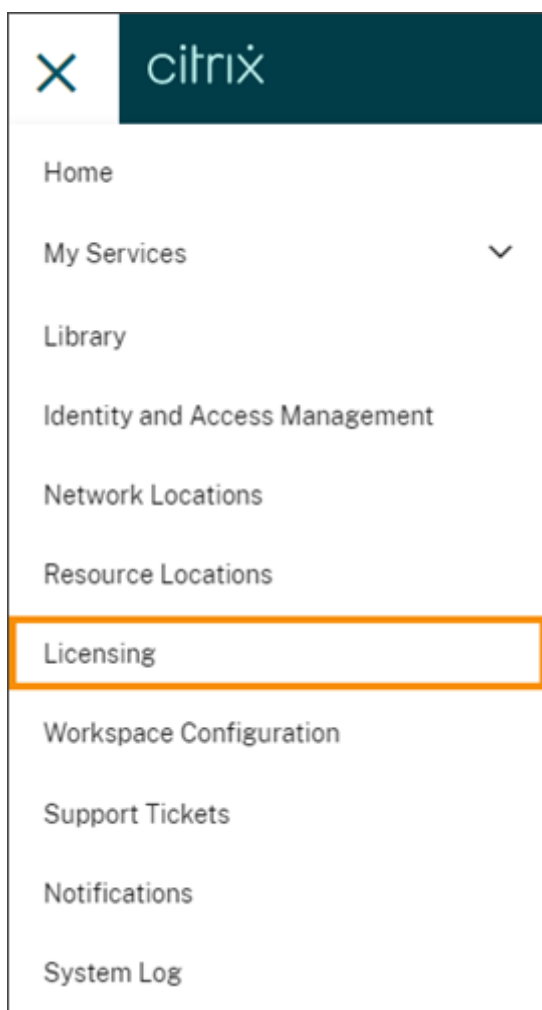 citrix
Home
My Services
Library
Identity and Access Management
Network Locations
Resource Locations
Licensing
Workspace Configuration
Support Tickets
Notifications
System Log